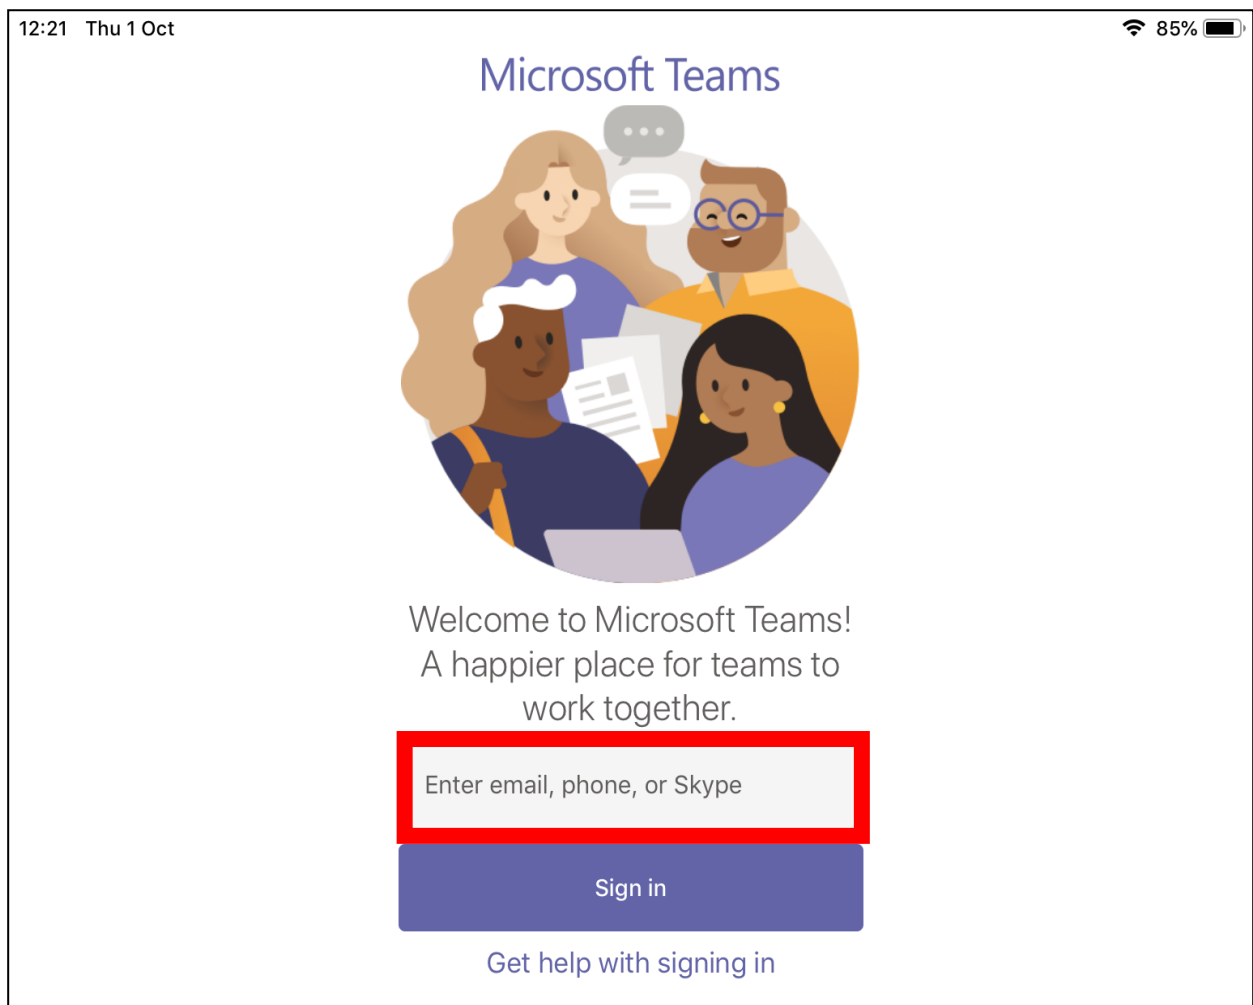 12:21 Thu 1 Oct 85%
Microsoft Teams
Welcome to Microsoft Teams!
A happier place for teams to
work together.
Enter email, phone, or Skype
Sign in
Get help with signing in